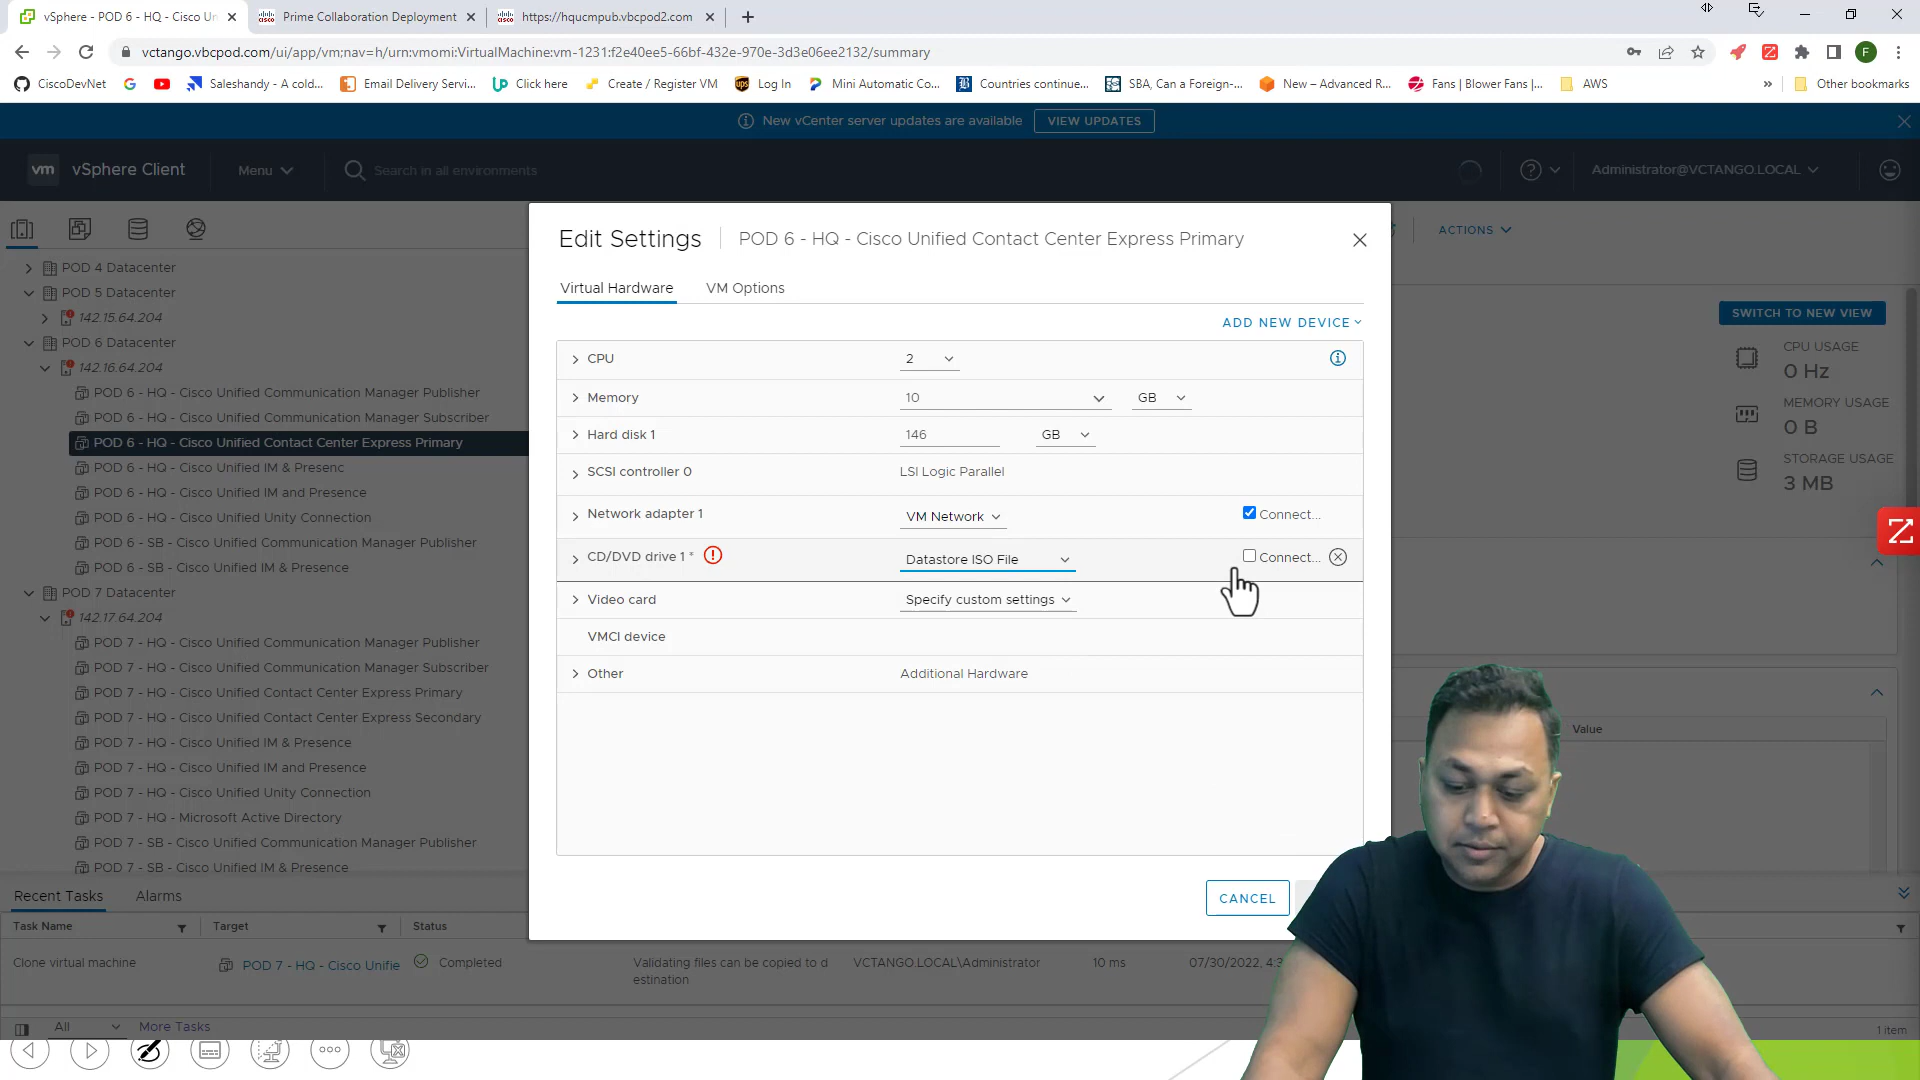 vSphere - POD 6 - HQ - Cisco Un
Prime Collaboration Deployment
https://hqucmpub.vbcpod2.com
vctango.vbcpod.com/ui/app/vm;nav=h/urn:vmomi:VirtualMachine:vm-1231:f2e40ee5-66bf-432e-970e-3d3e06ee2132/summary
F
CiscoDevNet
Saleshandy - A cold...
Email Delivery Servi...
Click here
Create / Register VM
Log In
Mini Automatic Co...
Countries continue...
SBA, Can a Foreign-...
New – Advanced R...
Fans | Blower Fans |...
AWS
Other bookmarks
New vCenter server updates are available
VIEW UPDATES
vm
vSphere Client
Menu
Search in all environments
Administrator@VCTANGO.LOCAL
Edit Settings
POD 6 - HQ - Cisco Unified Contact Center Express Primary
ACTIONS
Virtual Hardware
VM Options
ADD NEW DEVICE
POD 4 Datacenter
POD 5 Datacenter
142.15.64.204
POD 6 Datacenter
142.16.64.204
POD 6 - HQ - Cisco Unified Communication Manager Publisher
POD 6 - HQ - Cisco Unified Communication Manager Subscriber
POD 6 - HQ - Cisco Unified Contact Center Express Primary
POD 6 - HQ - Cisco Unified IM & Presenc
POD 6 - HQ - Cisco Unified IM and Presence
POD 6 - HQ - Cisco Unified Unity Connection
POD 6 - SB - Cisco Unified Communication Manager Publisher
POD 6 - SB - Cisco Unified IM & Presence
POD 7 Datacenter
142.17.64.204
POD 7 - HQ - Cisco Unified Communication Manager Publisher
POD 7 - HQ - Cisco Unified Communication Manager Subscriber
POD 7 - HQ - Cisco Unified Contact Center Express Primary
POD 7 - HQ - Cisco Unified Contact Center Express Secondary
POD 7 - HQ - Cisco Unified IM & Presence
POD 7 - HQ - Cisco Unified IM and Presence
POD 7 - HQ - Cisco Unified Unity Connection
POD 7 - HQ - Microsoft Active Directory
POD 7 - SB - Cisco Unified Communication Manager Publisher
POD 7 - SB - Cisco Unified IM & Presence
CPU
2
Memory
10
GB
Hard disk 1
146
GB
SCSI controller 0
LSI Logic Parallel
Network adapter 1
VM Network
Connect...
CD/DVD drive 1 *
Datastore ISO File
Connect...
Video card
Specify custom settings
VMCI device
Other
Additional Hardware
CANCEL
SWITCH TO NEW VIEW
CPU USAGE
0 Hz
MEMORY USAGE
0 B
STORAGE USAGE
3 MB
Value
Recent Tasks
Alarms
Task Name
Target
Status
Clone virtual machine
POD 7 - HQ - Cisco Unifie
Completed
Validating files can be copied to d
estination
VCTANGO.LOCAL\Administrator
10 ms
07/30/2022, 4:3
All
More Tasks
1 item